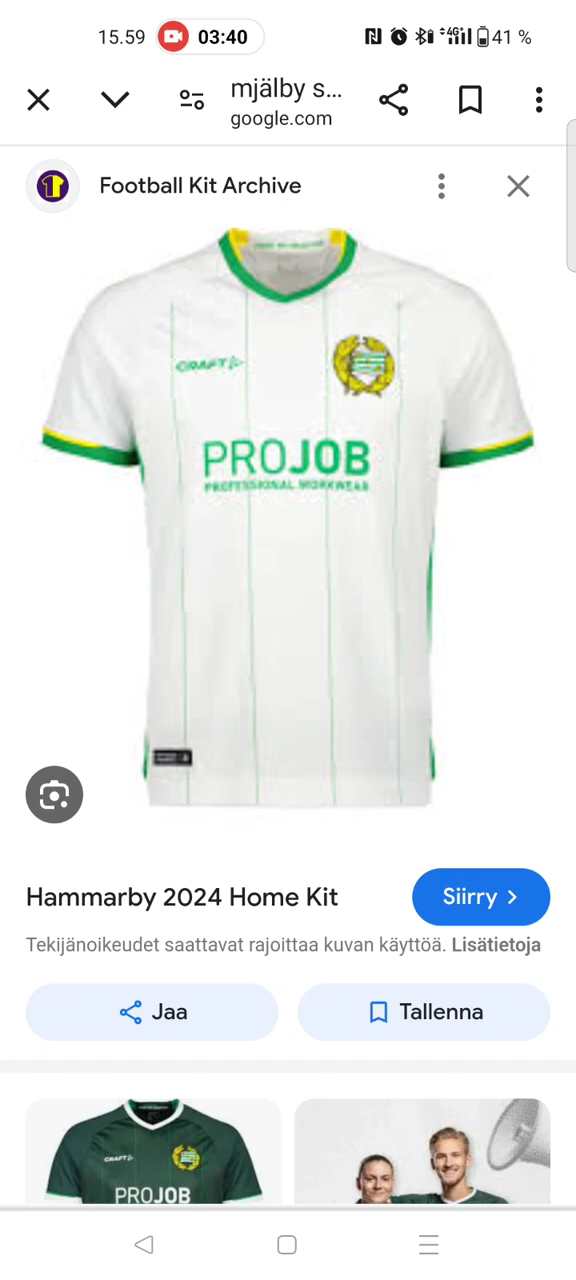 15.59
03:40
4G+
41 %
mjälby s...
google.com
Football Kit Archive
CRAFT
PROJOB
PROFESSIONAL WORKWEAR
Hammarby 2024 Home Kit
Siirry
Tekijänoikeudet saattavat rajoittaa kuvan käyttöä. Lisätietoja
Jaa
Tallenna
CRAFT
PROJOB